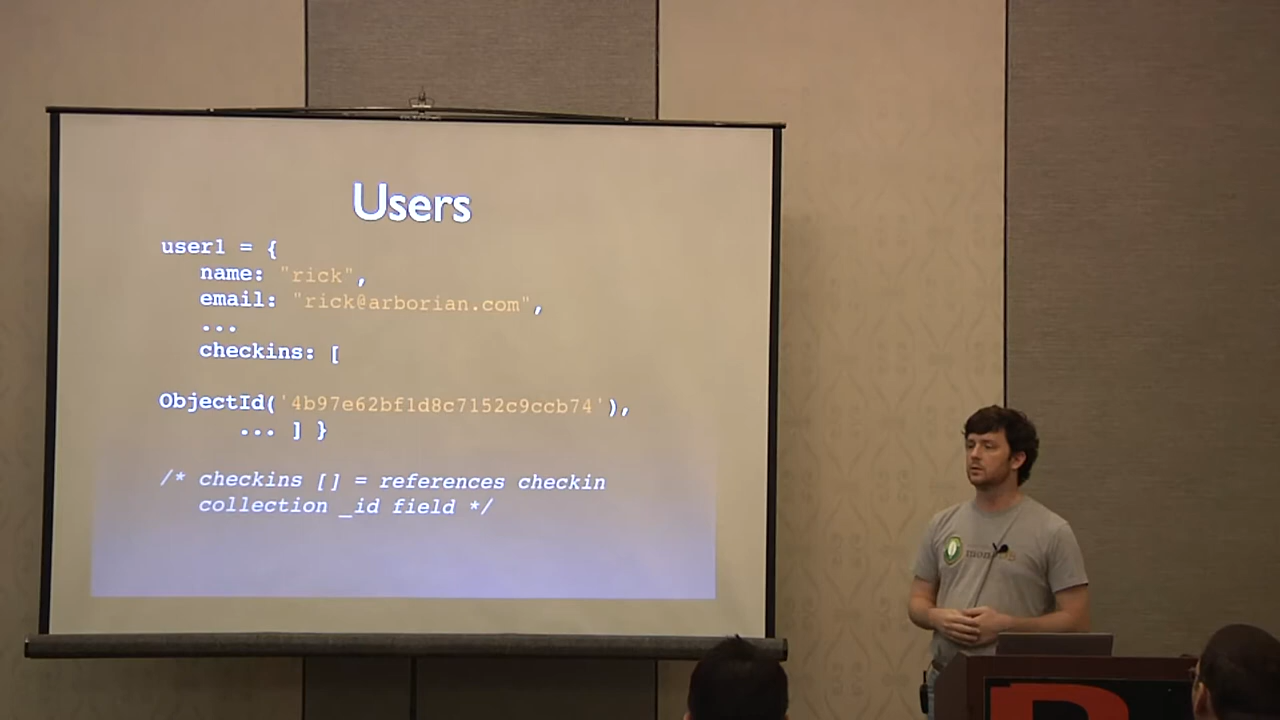 Users
user1 = {
name: "rick",
email: "rick@arborian.com",
...
checkins: [
ObjectId('4b97e62bf1d8c7152c9ccb74'),
... ] }
/* checkins [] = references checkin
collection _id field */